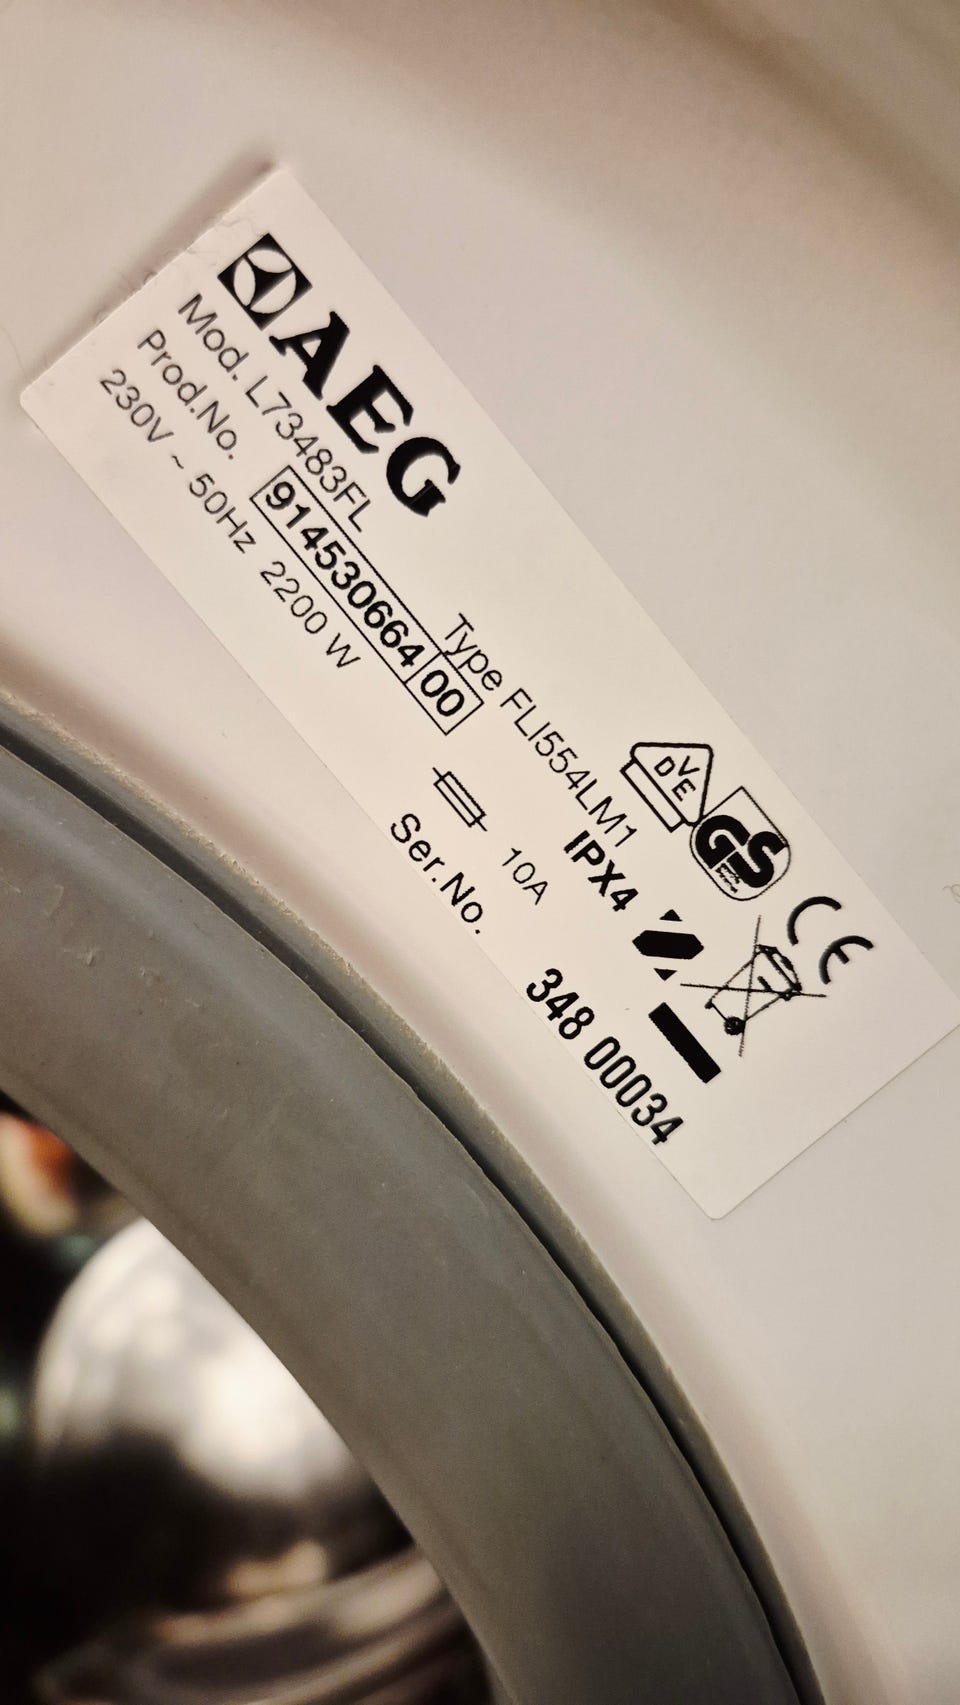 AEG
Mod. L73483FL
Type FLI554LM1
Prod.No. 914530664 00
IPX4
230V ~ 50Hz 2200 W
10A
Ser.No. 348 00034
VDE
GS
CE